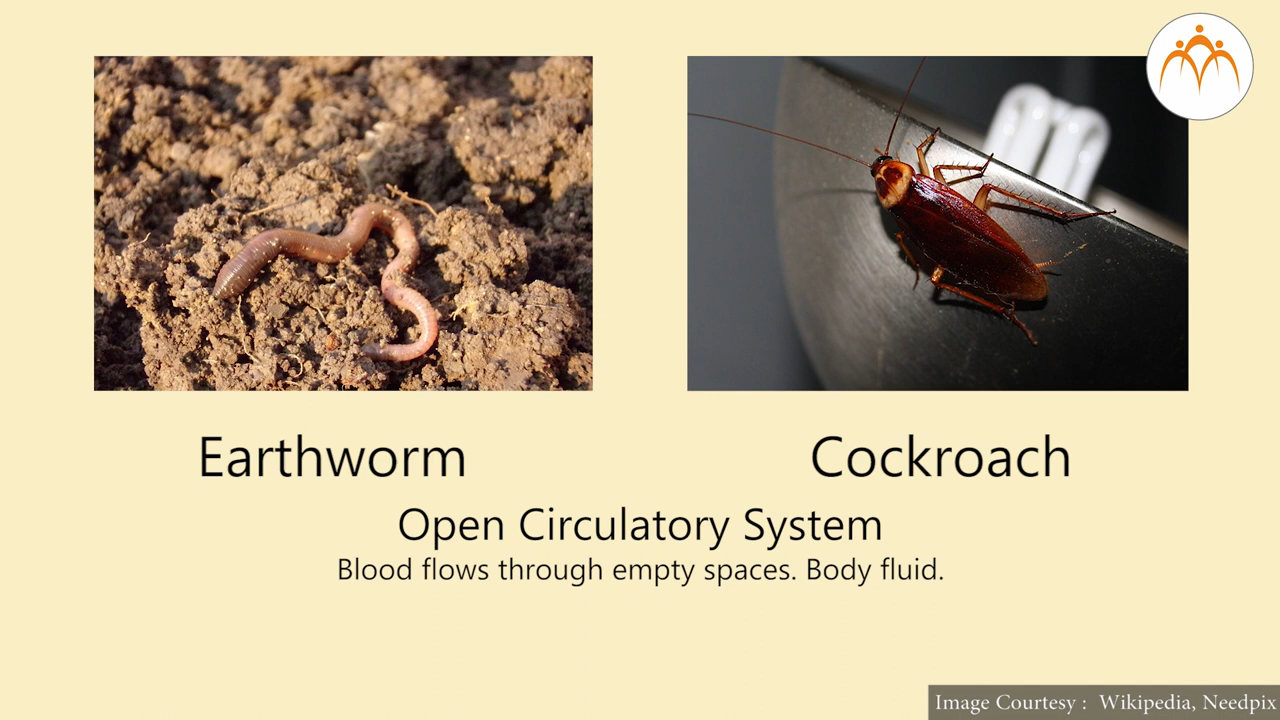 Earthworm
Cockroach
Open Circulatory System
Blood flows through empty spaces. Body fluid.
Image Courtesy : Wikipedia, Needpix